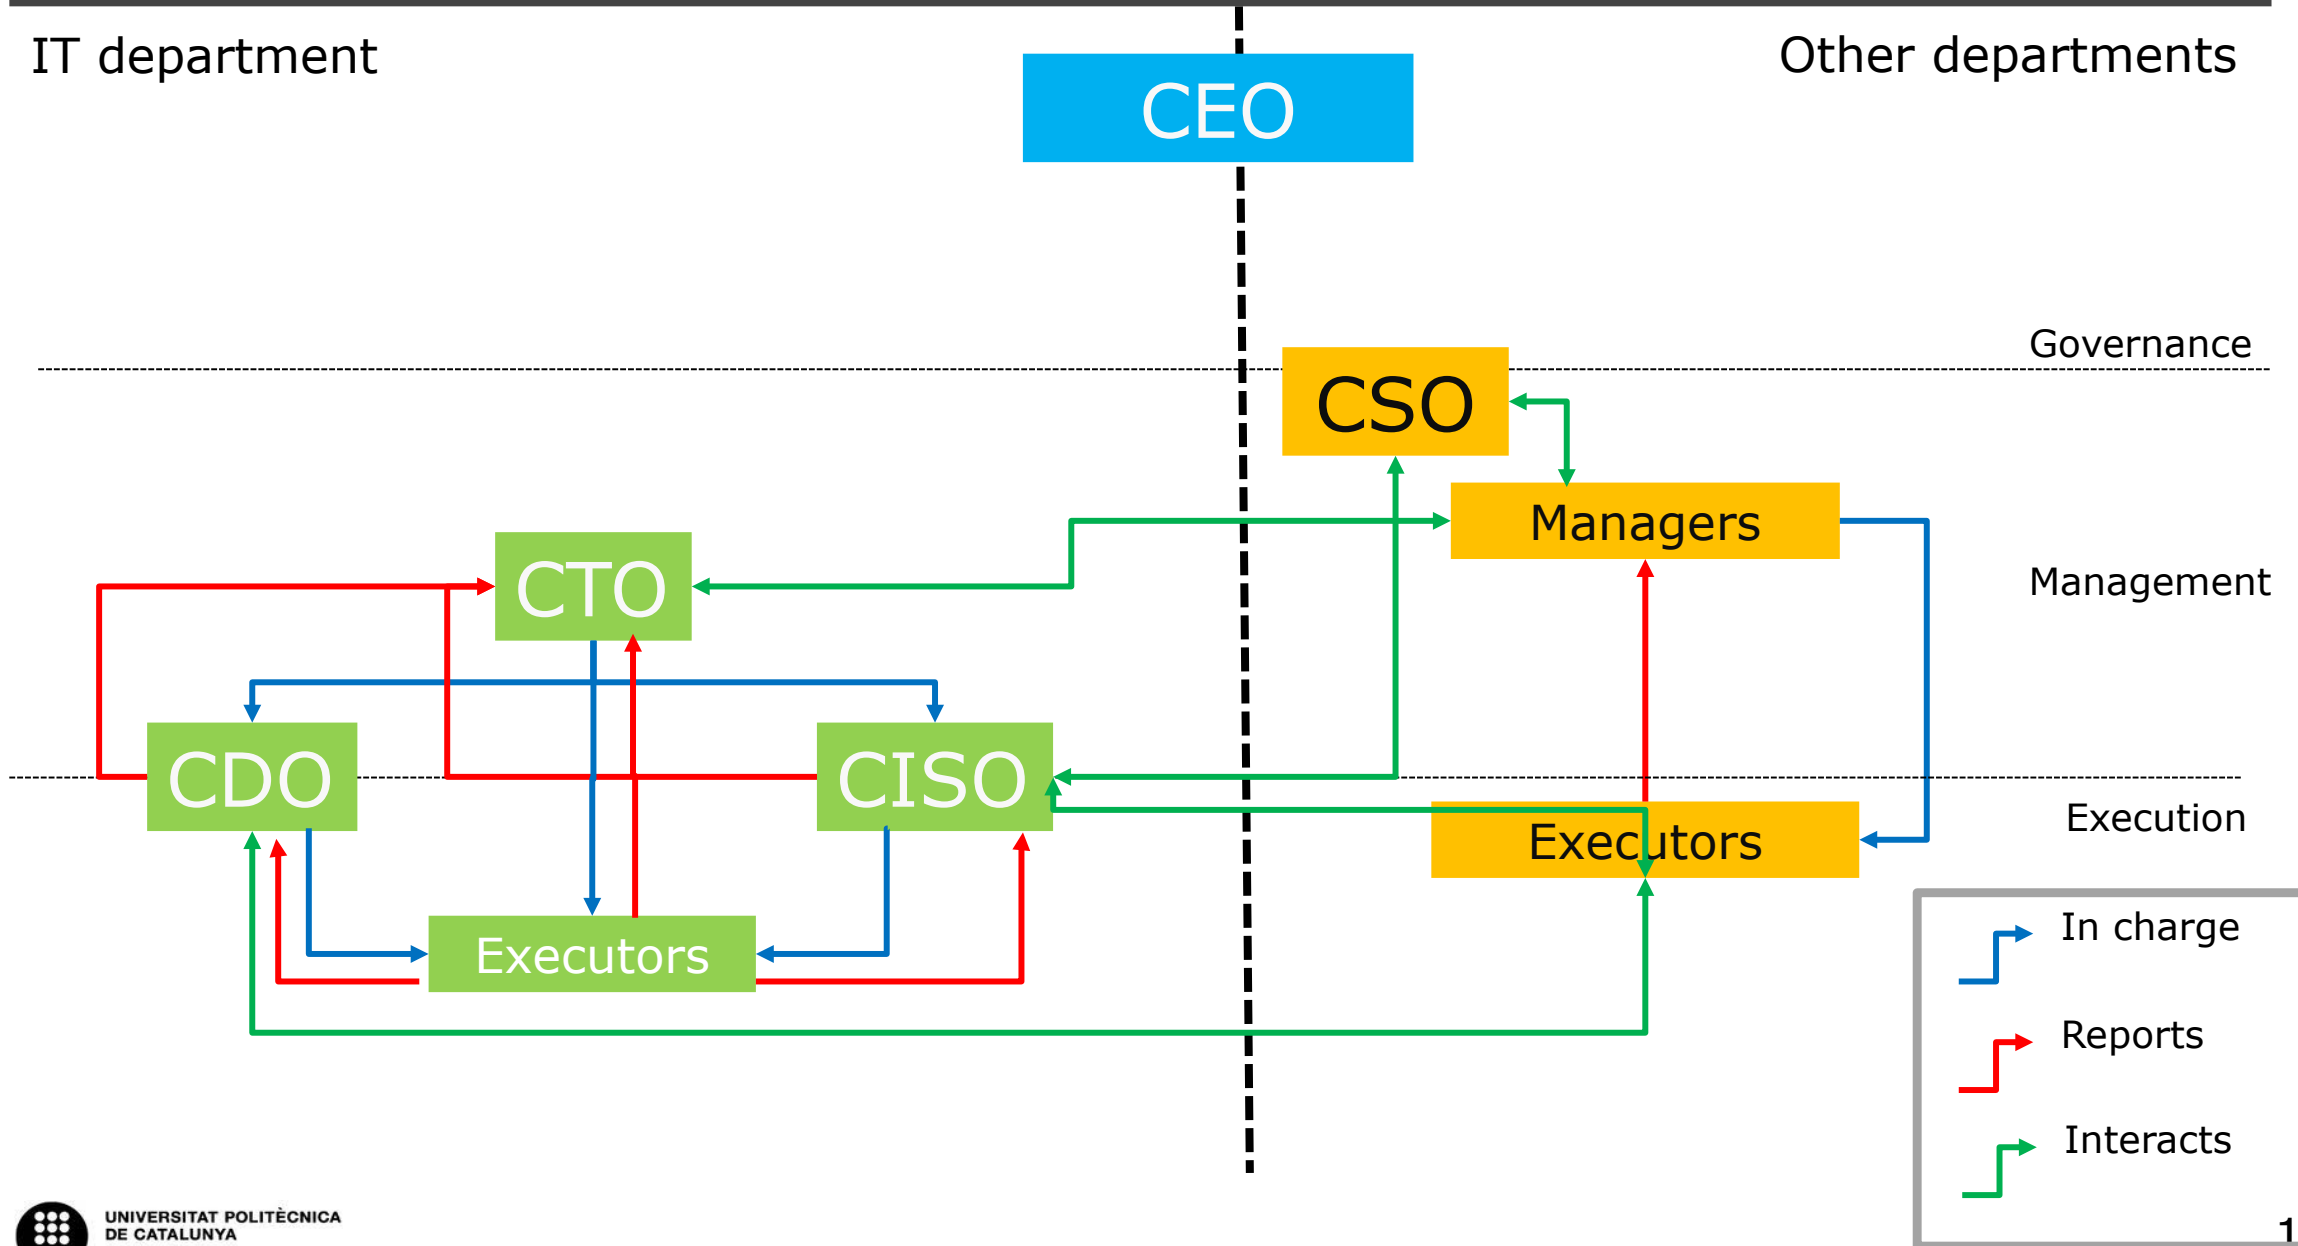 IT department
Other departments
CEO
Governance
CSO
Managers
CTO
Management
CDO
CISO
Execution
Executors
Executors
In charge
Reports
Interacts
UNIVERSITAT POLITÈCNICA
DE CATALUNYA
1